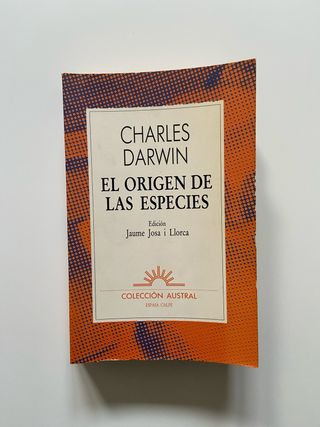 CHARLES
DARWIN
EL ORIGEN DE
LAS ESPECIES
Edición
Jaume Josa i Llorca
COLECCIÓN AUSTRAL
ESPASA CALPE